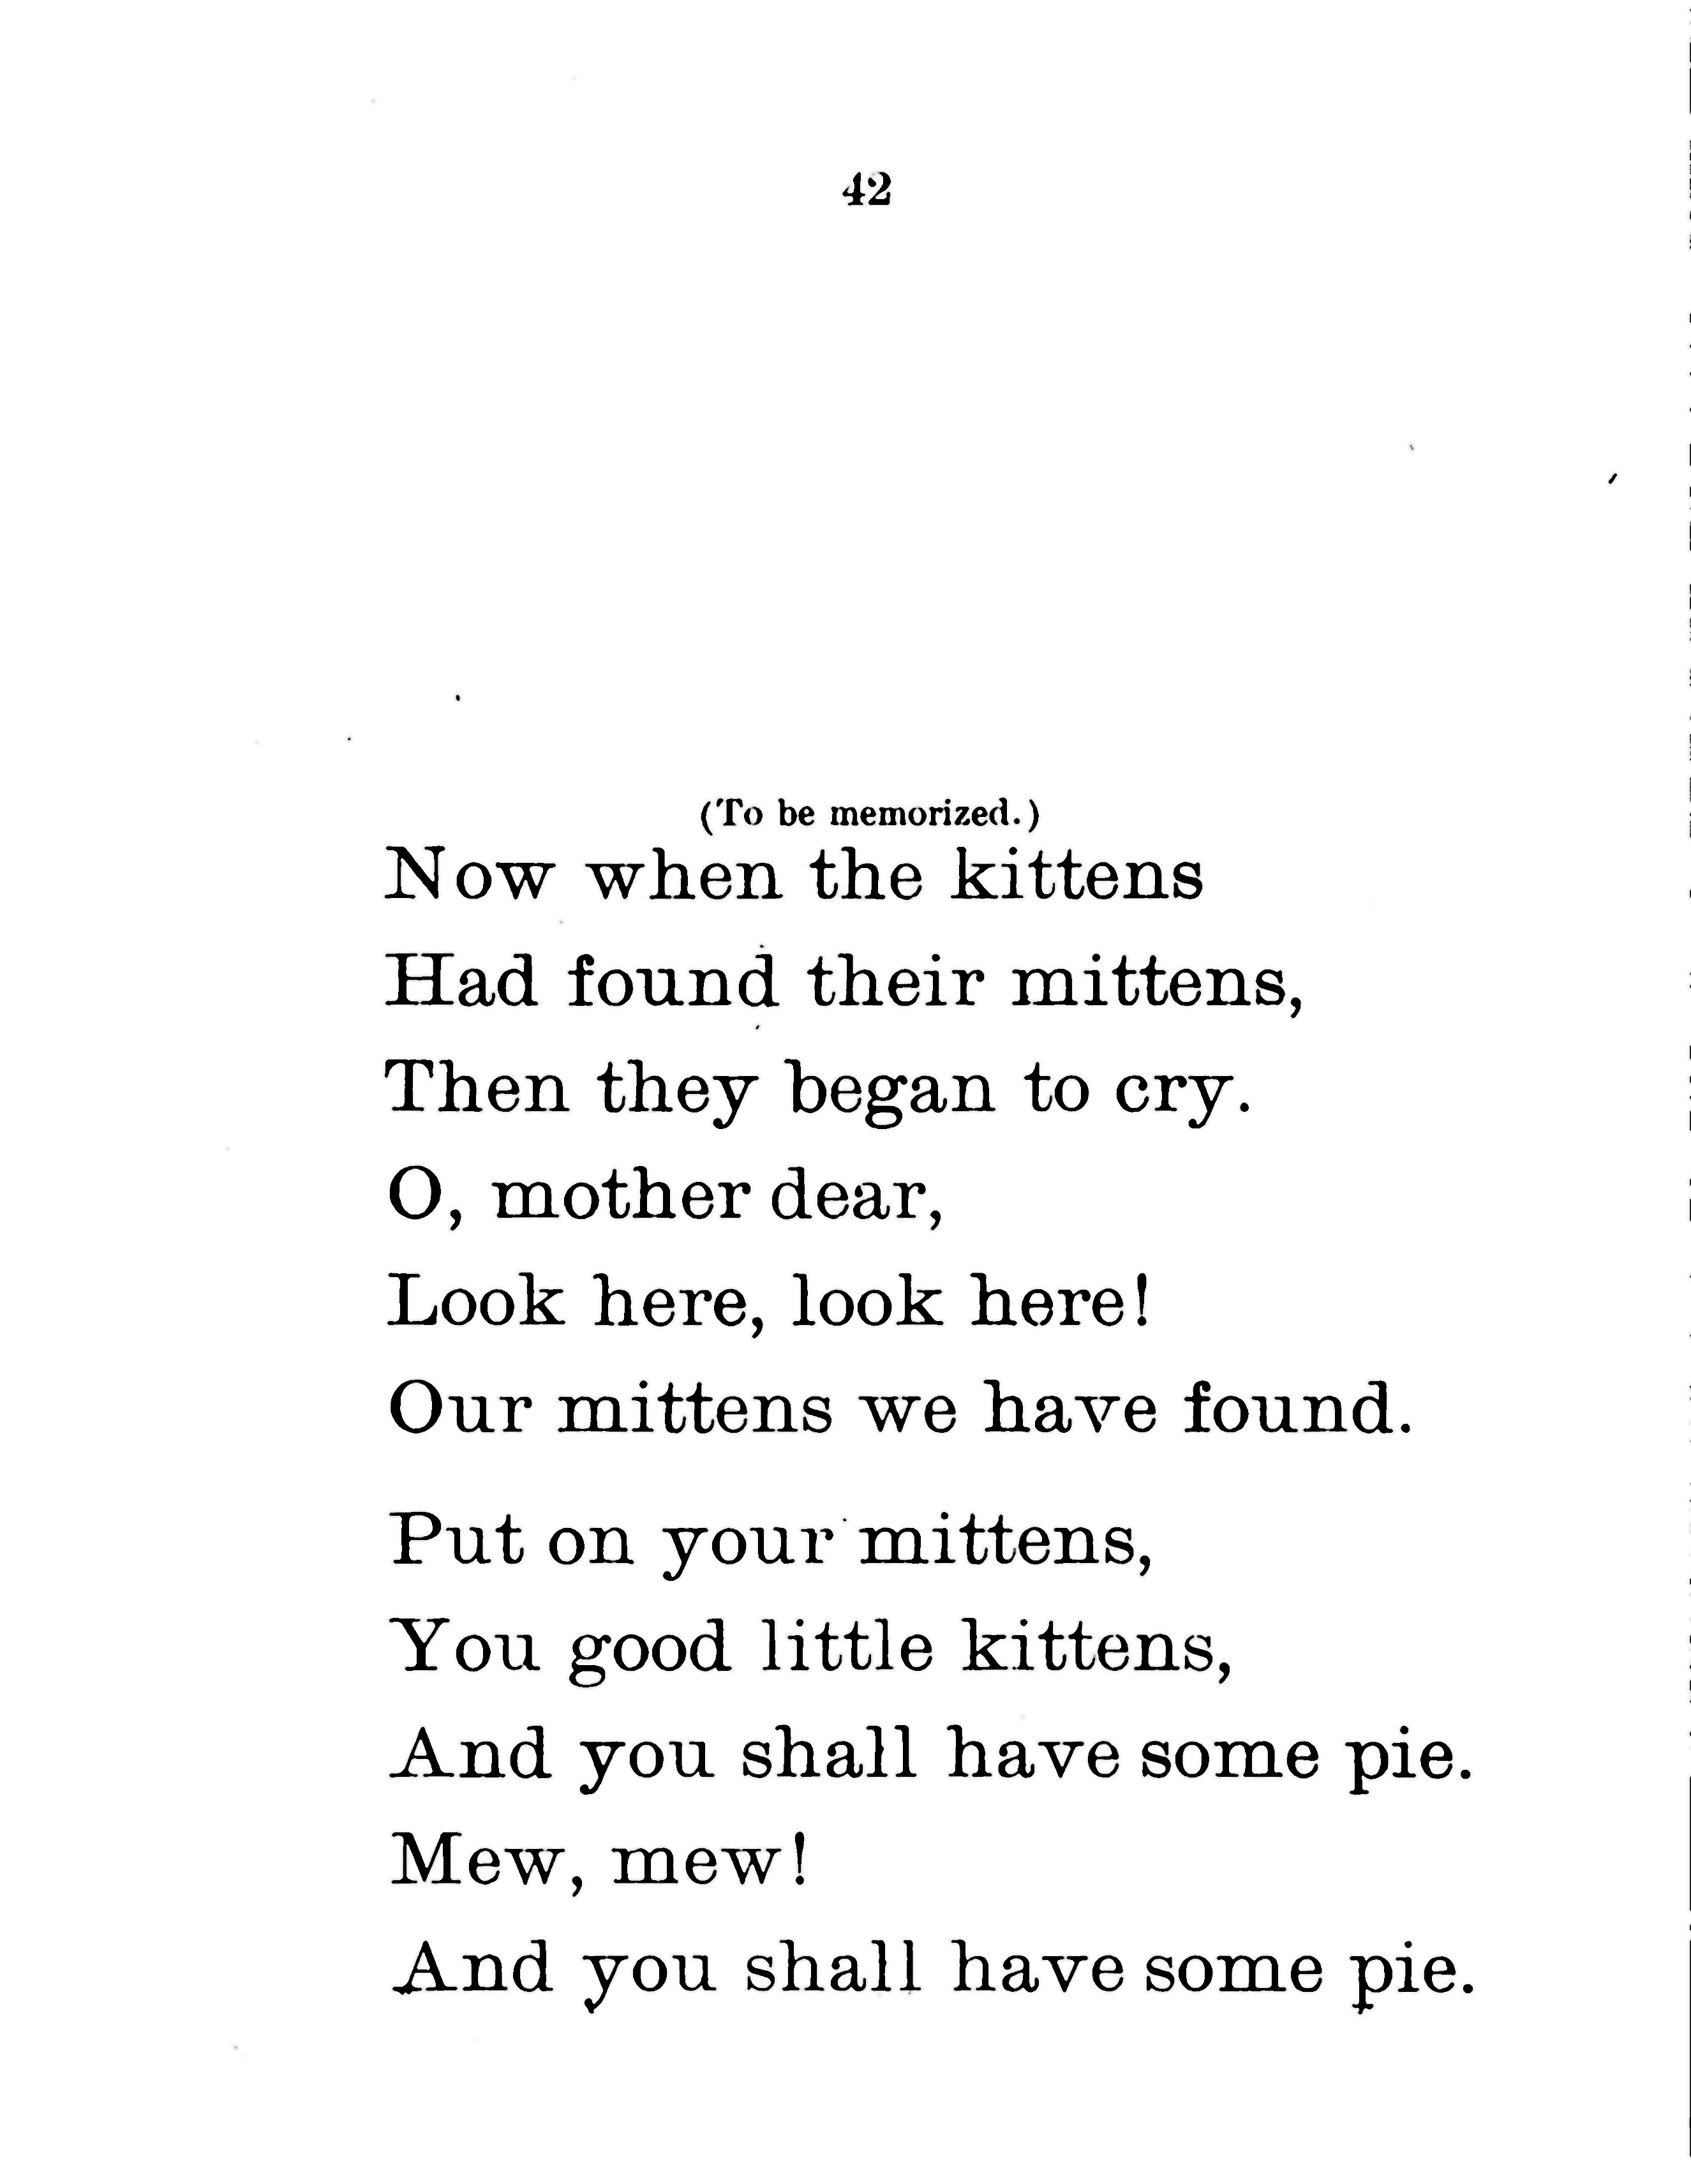 42
(To be memorized.)
Now when the kittens
Had found their mittens,
Then they began to cry.
O, mother dear,
Look here, look here!
Our mittens we have found.
Put on your mittens,
You good little kittens,
And you shall have some pie.
Mew, mew!
And you shall have some pie.